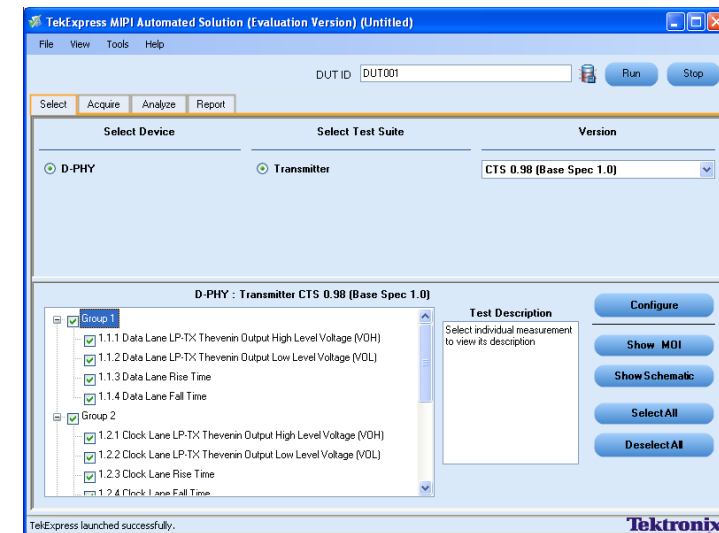 TekExpress MIPI Automated Solution (Evaluation Version) (Untitled)
File View Tools Help
DUT ID DUT001 Run Stop
Select Acquire Analyze Report
Select Device Select Test Suite Version
D-PHY Transmitter CTS 0.98 (Base Spec 1.0)
D-PHY : Transmitter CTS 0.98 (Base Spec 1.0)
Group 1
1.1.1 Data Lane LP-TX Thevenin Output High Level Voltage (VOH)
1.1.2 Data Lane LP-TX Thevenin Output Low Level Voltage (VOL)
1.1.3 Data Lane Rise Time
1.1.4 Data Lane Fall Time
Group 2
1.2.1 Clock Lane LP-TX Thevenin Output High Level Voltage (VOH)
1.2.2 Clock Lane LP-TX Thevenin Output Low Level Voltage (VOL)
1.2.3 Clock Lane Rise Time
1.2.4 Clock Lane Fall Time
Test Description
Select individual measurement
to view its description
Configure
Show MOI
Show Schematic
Select All
Deselect All
TekExpress launched successfully.
Tektronix